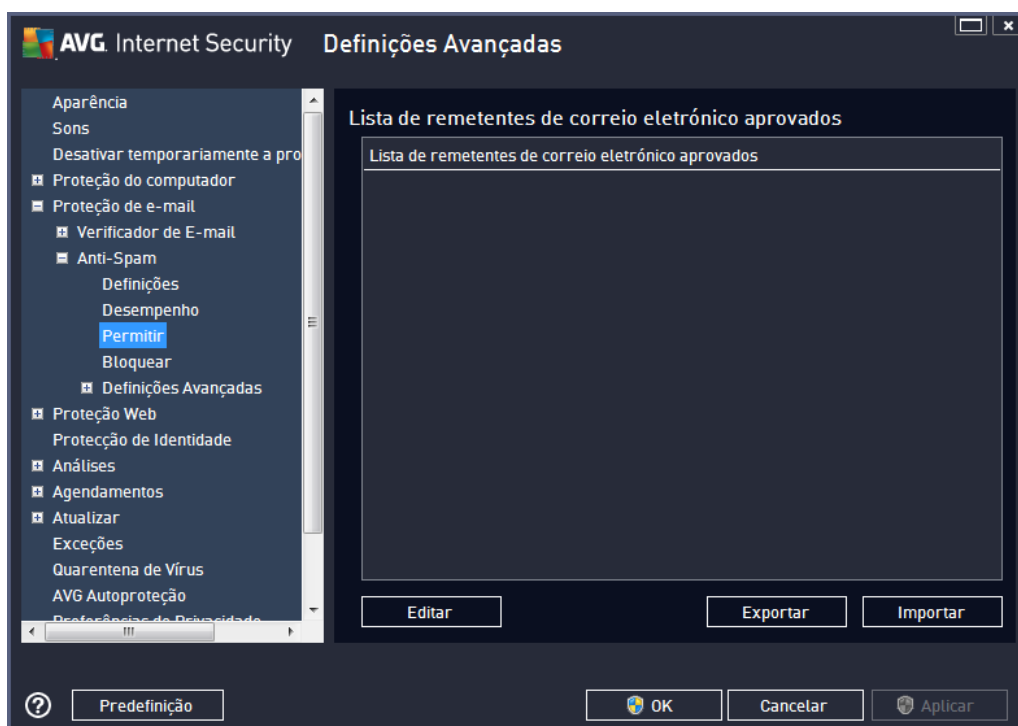 AVG. Internet Security Definições Avançadas
Aparência
Sons
Desativar temporariamente a pro
Proteção do computador
Proteção de e-mail
Verificador de E-mail
Anti-Spam
Definições
Desempenho
Permitir
Bloquear
Definições Avançadas
Proteção Web
Protecção de Identidade
Análises
Agendamentos
Atualizar
Exceções
Quarentena de Vírus
AVG Autoproteção
Preferências de Privacidade
Lista de remetentes de correio eletrónico aprovados
Lista de remetentes de correio eletrónico aprovados
Editar
Exportar
Importar
Predefinição
OK
Cancelar
Aplicar